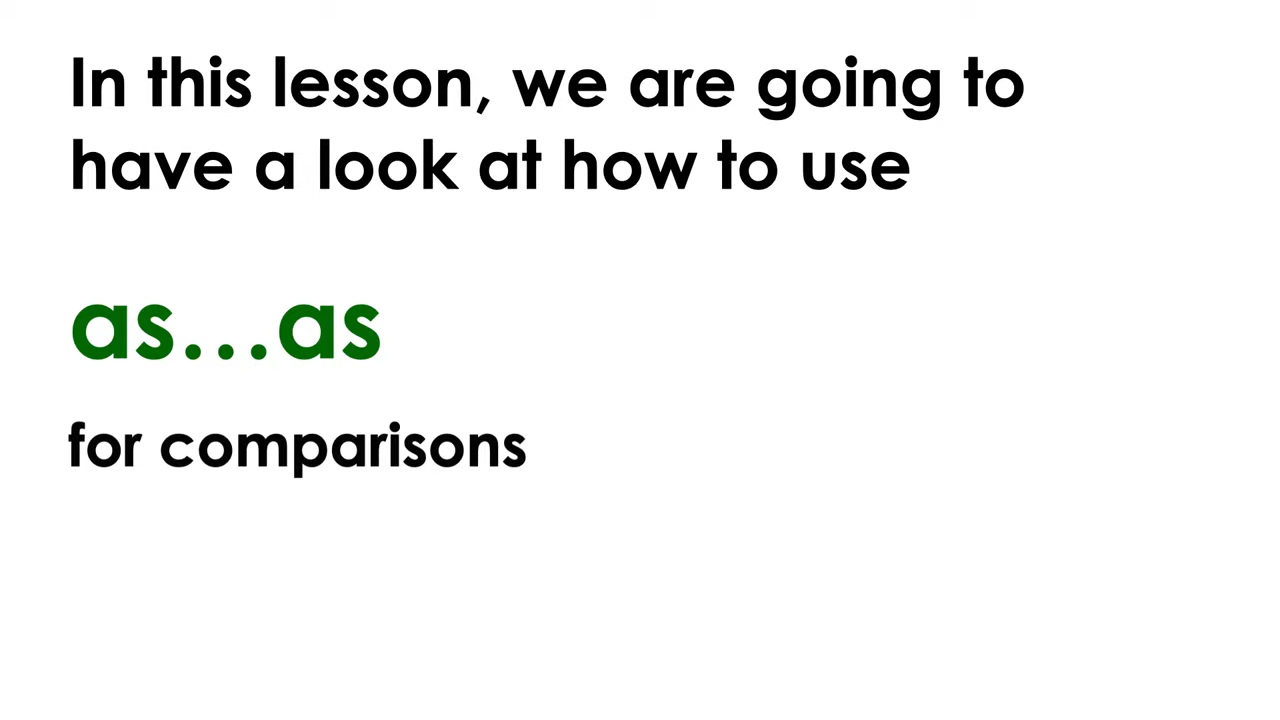 In this lesson, we are going to
have a look at how to use
as...as
for comparisons